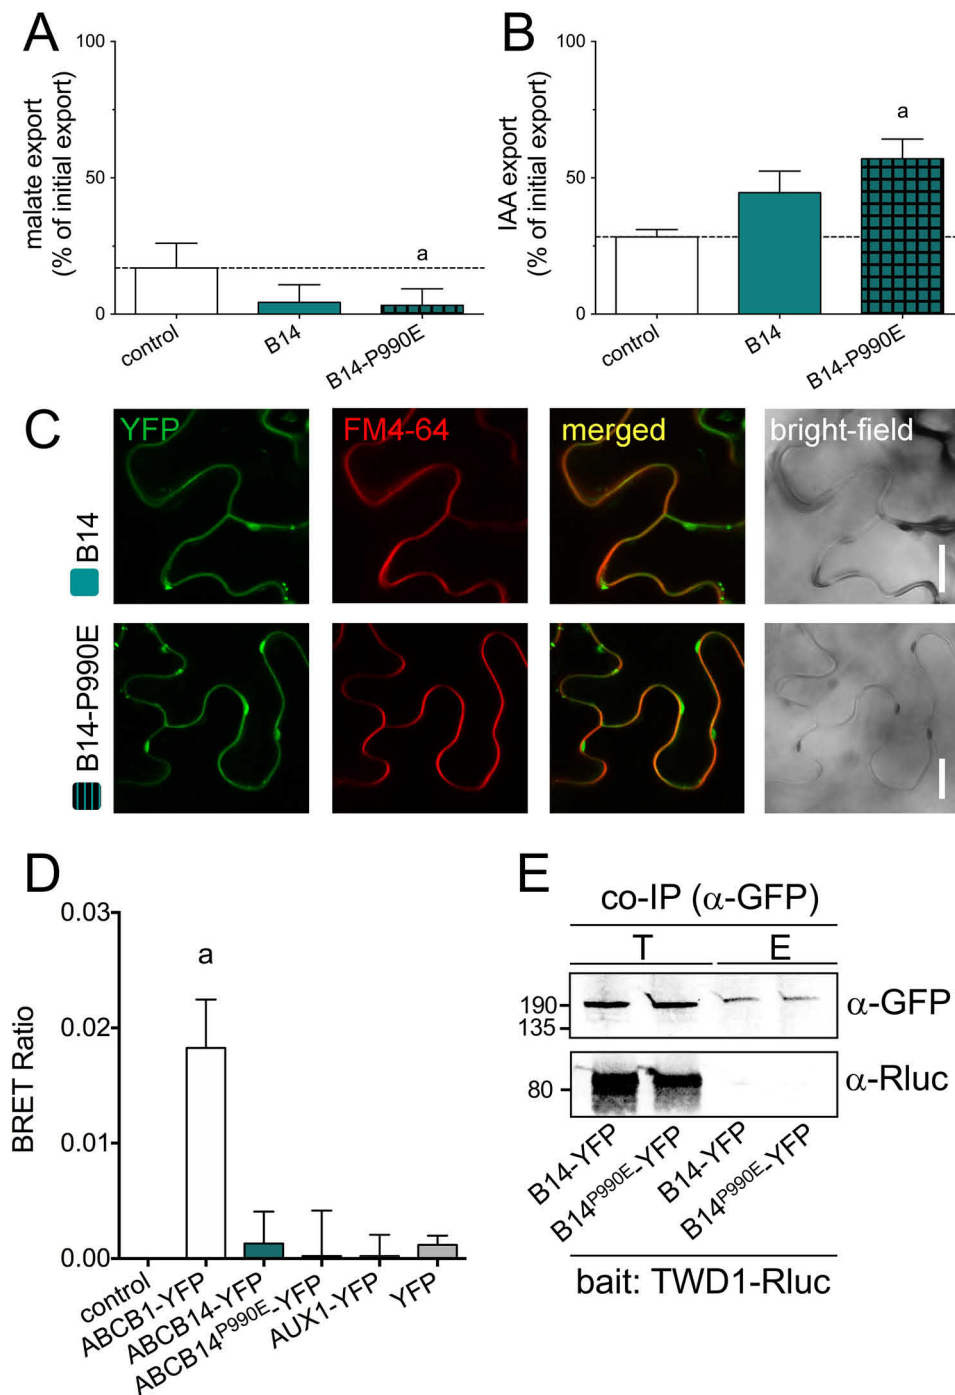 A
malate export
(% of initial export)
100
50
0
a
control
B14
B14-P990E
B
IAA export
(% of initial export)
100
50
0
a
control
B14
B14-P990E
C
YFP
FM4-64
merged
bright-field
B14
B14-P990E
D
BRET Ratio
0.03
0.02
0.01
0.00
a
control
ABCB1-YFP
ABCB14-YFP
ABCB14P990E-YFP
AUX1-YFP
YFP
E
co-IP (α-GFP)
T E
190
135
α-GFP
80
α-Rluc
B14-YFP
B14P990E-YFP
B14-YFP
B14P990E-YFP
bait: TWD1-Rluc